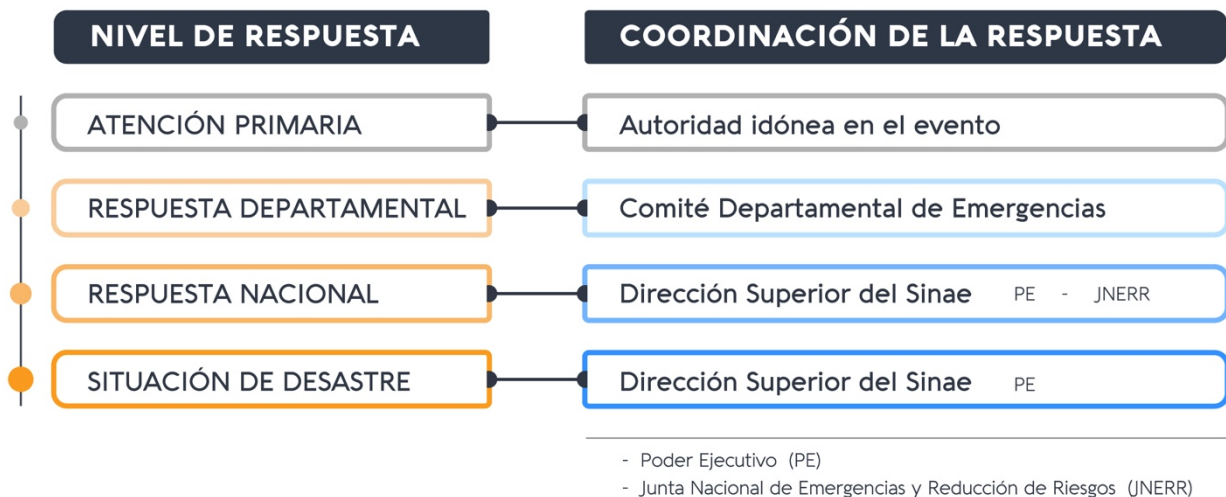 NIVEL DE RESPUESTA
COORDINACIÓN DE LA RESPUESTA
ATENCIÓN PRIMARIA
Autoridad idónea en el evento
RESPUESTA DEPARTAMENTAL
Comité Departamental de Emergencias
RESPUESTA NACIONAL
Dirección Superior del Sinae PE - JNERR
SITUACIÓN DE DESASTRE
Dirección Superior del Sinae PE
- Poder Ejecutivo (PE)
- Junta Nacional de Emergencias y Reducción de Riesgos (JNERR)